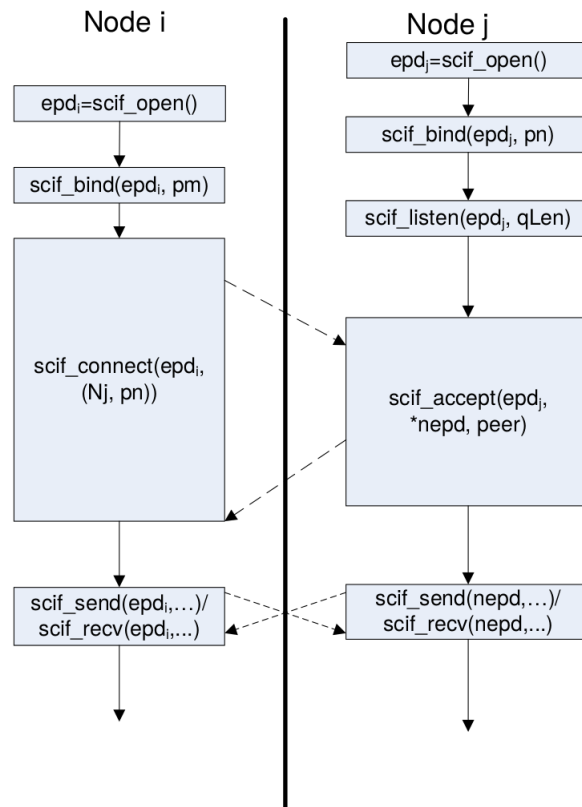 Node i
epdᵢ=scif_open()
scif_bind(epdᵢ, pm)
scif_connect(epdᵢ,
(Nj, pn))
scif_send(epdᵢ,…)/
scif_recv(epdᵢ,...)
Node j
epdⱼ=scif_open()
scif_bind(epdⱼ, pn)
scif_listen(epdⱼ, qLen)
scif_accept(epdⱼ,
*nepd, peer)
scif_send(nepd,…)/
scif_recv(nepd,...)